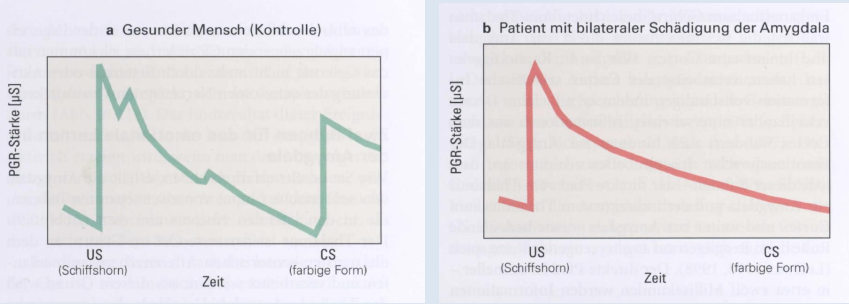 a Gesunder Mensch (Kontrolle)
PGR-Stärke [µS]
US
(Schiffshorn)
CS
(farbige Form)
Zeit
b Patient mit bilateraler Schädigung der Amygdala
PGR-Stärke [µS]
US
(Schiffshorn)
CS
(farbige Form)
Zeit